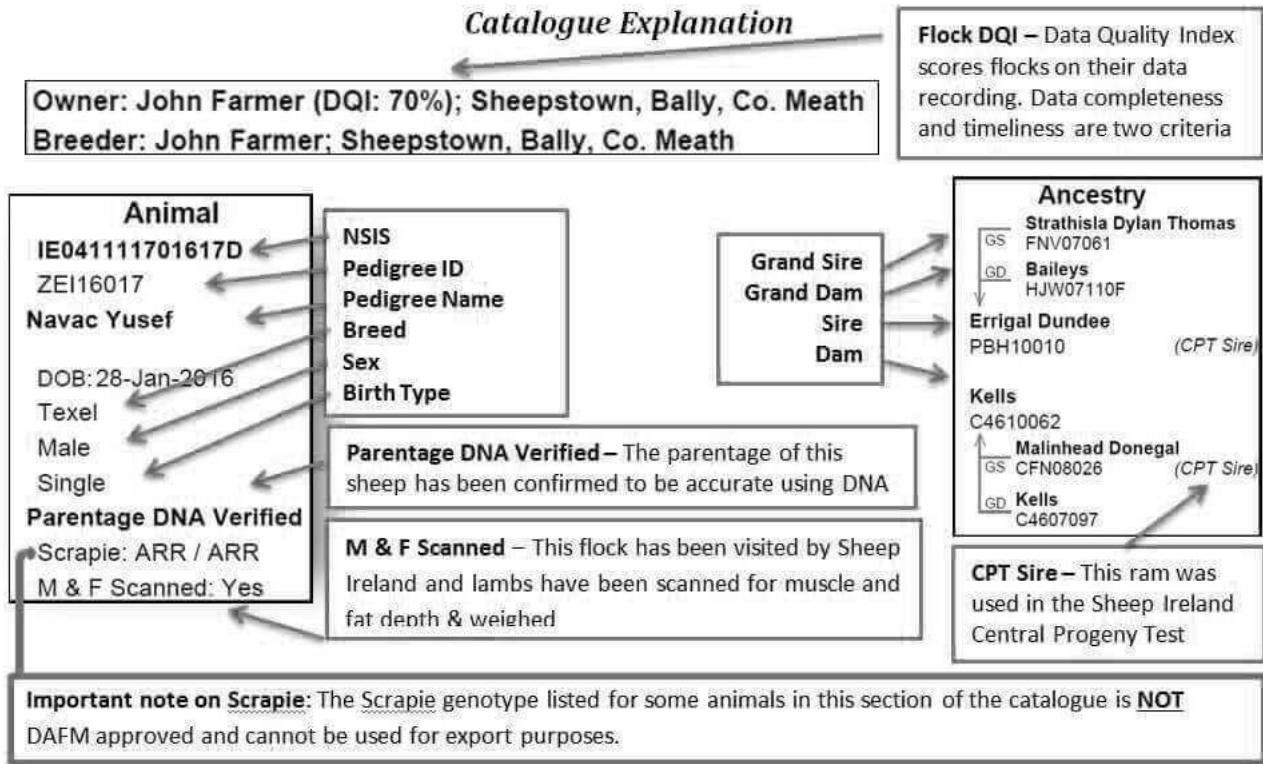 Catalogue Explanation
Flock DQI – Data Quality Index
scores flocks on their data
recording. Data completeness
and timeliness are two criteria
Owner: John Farmer (DQI: 70%); Sheepstown, Bally, Co. Meath
Breeder: John Farmer; Sheepstown, Bally, Co. Meath
Animal
IE041111701617D
ZEI16017
Navac Yusef
DOB: 28-Jan-2016
Texel
Male
Single
Parentage DNA Verified
Scrapie: ARR / ARR
M & F Scanned: Yes
NSIS
Pedigree ID
Pedigree Name
Breed
Sex
Birth Type
Grand Sire
Grand Dam
Sire
Dam
Ancestry
Strathisla Dylan Thomas
GS FNV07061
GD Baileys
HJW07110F
Errigal Dundee
PBH10010 (CPT Sire)
Kells
C4610062
Malinhead Donegal
GS CFN08026 (CPT Sire)
GD Kells
C4607097
Parentage DNA Verified – The parentage of this
sheep has been confirmed to be accurate using DNA
M & F Scanned – This flock has been visited by Sheep
Ireland and lambs have been scanned for muscle and
fat depth & weighed
CPT Sire – This ram was
used in the Sheep Ireland
Central Progeny Test
Important note on Scrapie: The Scrapie genotype listed for some animals in this section of the catalogue is NOT
DAFM approved and cannot be used for export purposes.